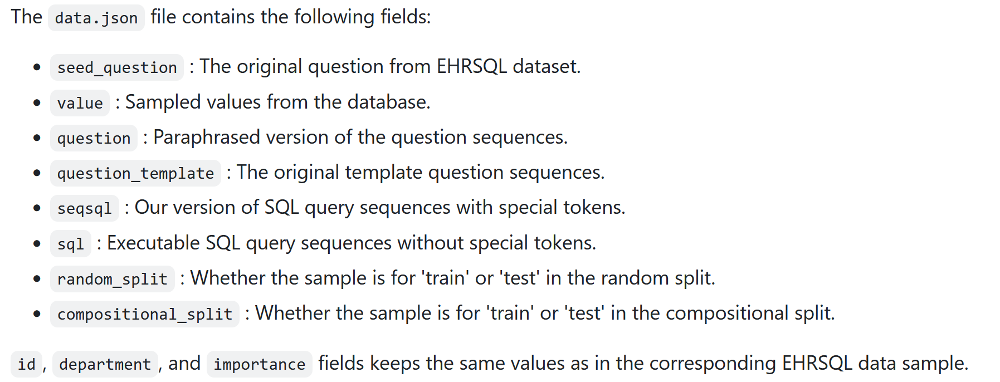 The data.json file contains the following fields:
• seed_question : The original question from EHRSQL dataset.
• value : Sampled values from the database.
• question : Paraphrased version of the question sequences.
• question_template : The original template question sequences.
• seqsql : Our version of SQL query sequences with special tokens.
• sql : Executable SQL query sequences without special tokens.
• random_split : Whether the sample is for 'train' or 'test' in the random split.
• compositional_split : Whether the sample is for 'train' or 'test' in the compositional split.
id, department, and importance fields keeps the same values as in the corresponding EHRSQL data sample.